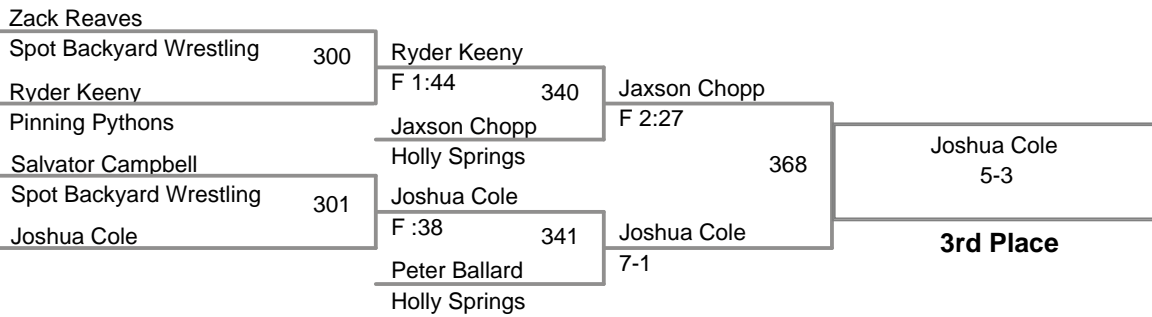 Zack Reaves
Spot Backyard Wrestling
300
Ryder Keeny
Pinning Pythons
Salvator Campbell
Spot Backyard Wrestling
301
Joshua Cole
Ryder Keeny
F 1:44
340
Jaxson Chopp
Holly Springs
Joshua Cole
F :38
341
Peter Ballard
Holly Springs
Jaxson Chopp
F 2:27
368
Joshua Cole
7-1
Joshua Cole
5-3
3rd Place